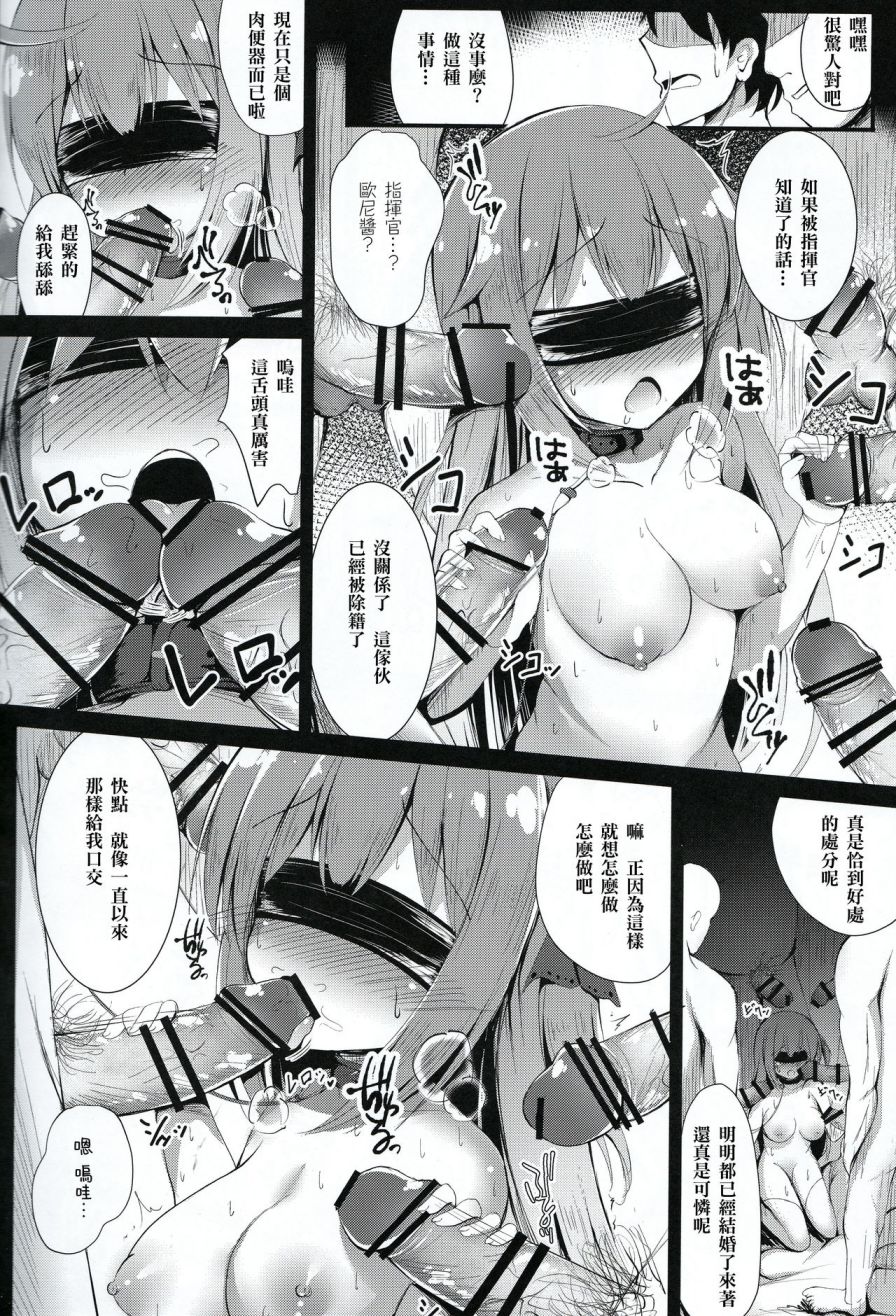 嘿嘿
很驚人對吧
沒事麼？
做這種
事情…
如果被指揮官
知道了的話…
指揮官…？
歐尼醬？
はぁ
はぁ
シコ
シコ
シコッ
シコッ
沒關係了 這傢伙
已經被除籍了
現在只是個
肉便器而已啦
趕緊的
給我舔舔
嗚哇
這舌頭真厲害
レロッ
レロッ
真是恰到好處
的處分呢
明明都已經結婚了來著
還真是可憐呢
嘛 正因為這樣
就想怎麼做
怎麼做吧
快點 就像一直以來
那樣給我口交
レロッ
嗯 嗚哇…